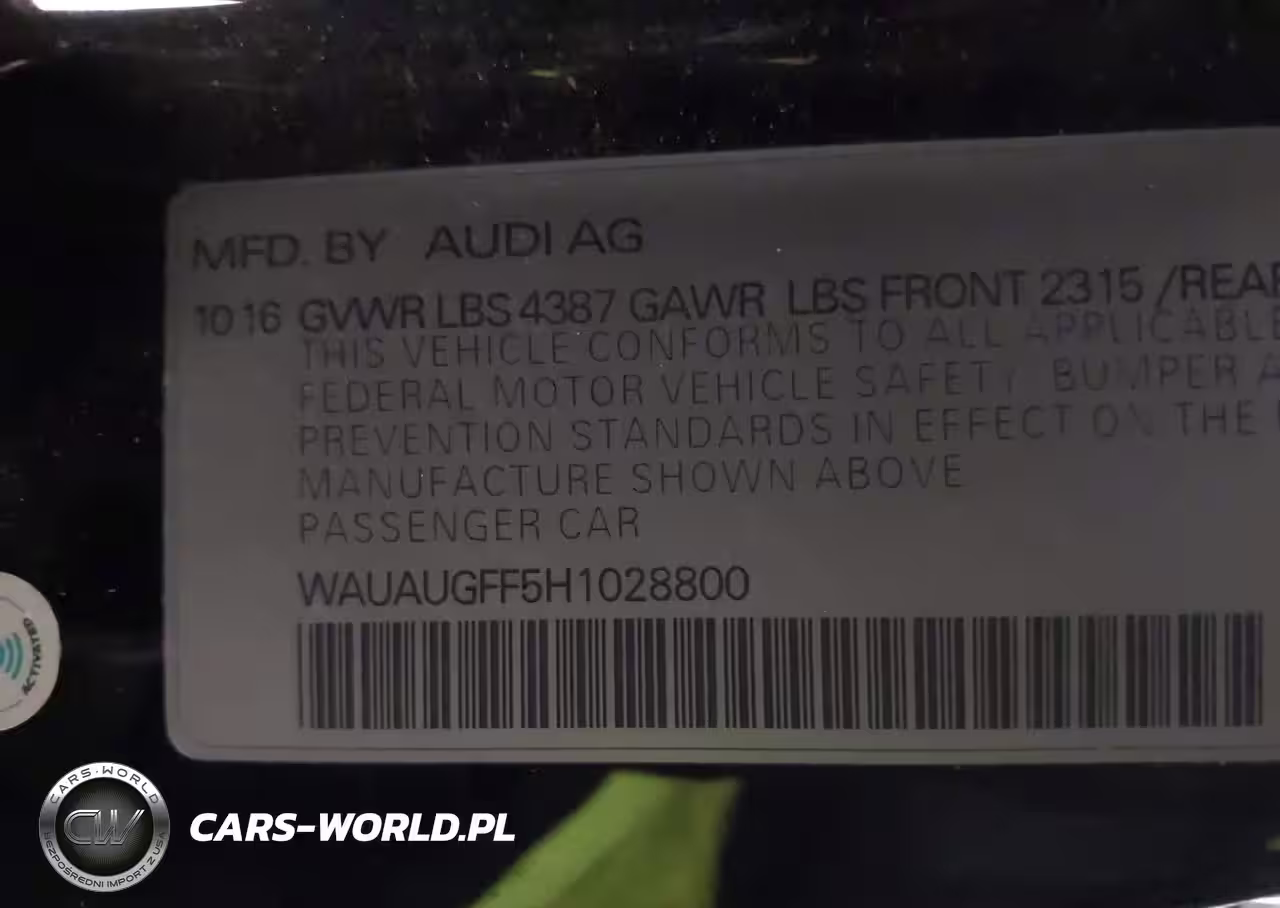 MFD. BY AUDI AG
10 16 GVWR LBS 4387 GAWR LBS FRONT 2315 /REAR
THIS VEHICLE CONFORMS TO ALL APPLICABLE
FEDERAL MOTOR VEHICLE SAFETY BUMPER A
PREVENTION STANDARDS IN EFFECT ON THE
MANUFACTURE SHOWN ABOVE
PASSENGER CAR
WAUAUGFF5H1028800
ACTIVATED
CARS-WORLD
CW
BEZPOŚREDNI IMPORT Z USA
CARS-WORLD.PL